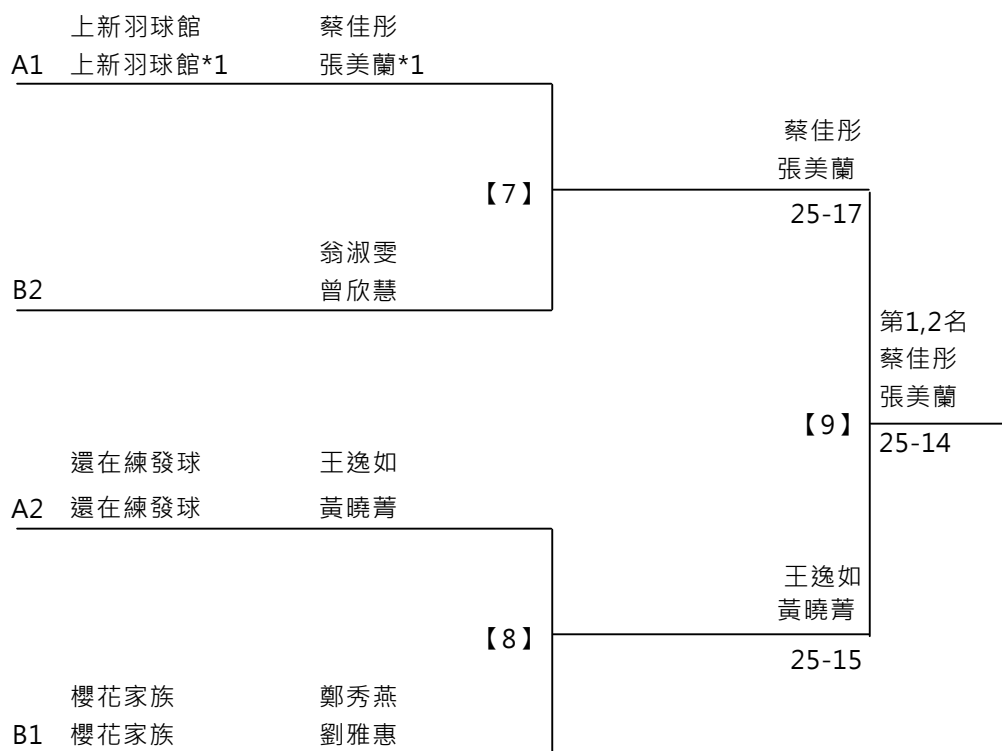 上新羽球館 蔡佳彤
A1 上新羽球館*1 張美蘭*1
蔡佳彤
張美蘭
【7】
25-17
翁淑雯
B2 曾欣慧
第1,2名
蔡佳彤
張美蘭
【9】
25-14
還在練發球 王逸如
A2 還在練發球 黃曉菁
王逸如
黃曉菁
【8】
25-15
櫻花家族 鄭秀燕
B1 櫻花家族 劉雅惠